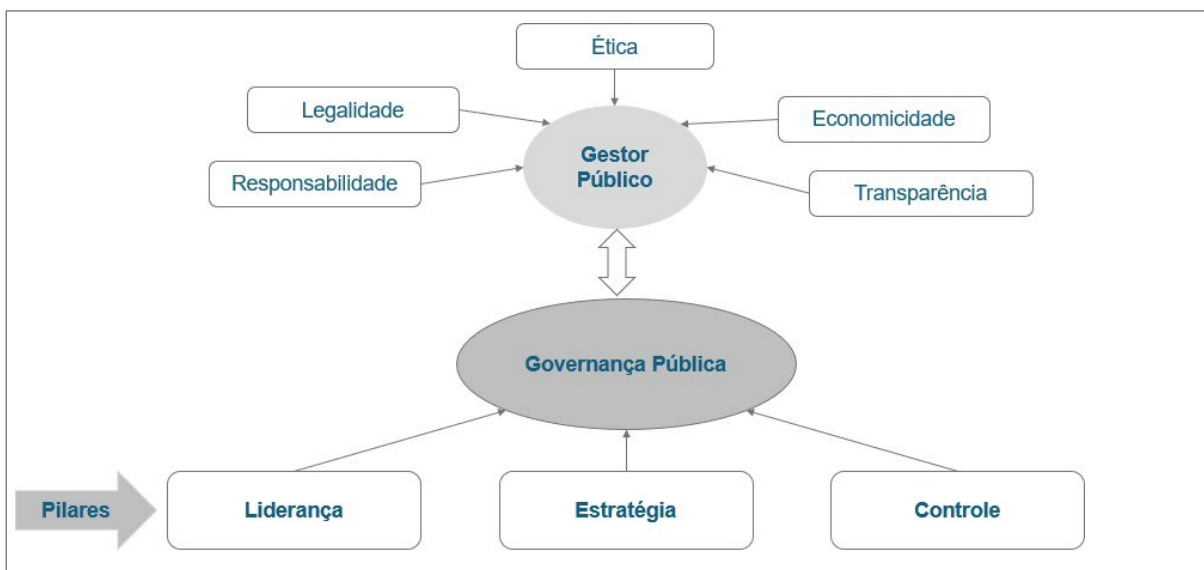 Ética
Legalidade
Economicidade
Gestor
Público
Responsabilidade
Transparência
Governança Pública
Pilares
Liderança
Estratégia
Controle